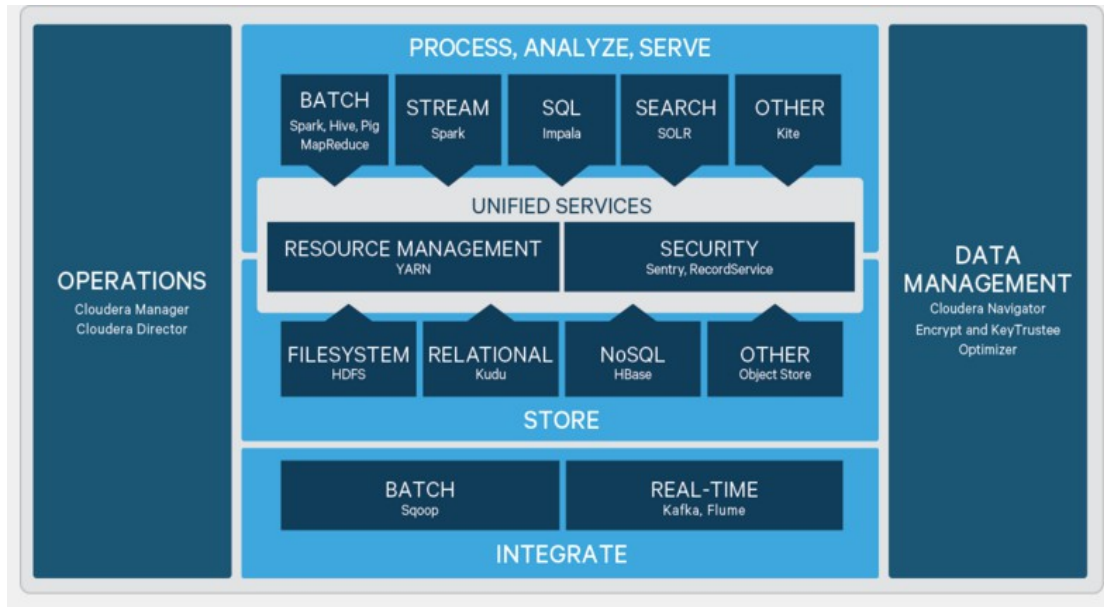 PROCESS, ANALYZE, SERVE
BATCH
Spark, Hive, Pig
MapReduce
STREAM
Spark
SQL
Impala
SEARCH
SOLR
OTHER
Kite
UNIFIED SERVICES
RESOURCE MANAGEMENT
YARN
SECURITY
Sentry, RecordService
OPERATIONS
Cloudera Manager
Cloudera Director
DATA
MANAGEMENT
Cloudera Navigator
Encrypt and KeyTrustee
Optimizer
FILESYSTEM
HDFS
RELATIONAL
Kudu
NoSQL
HBase
OTHER
Object Store
STORE
BATCH
Sqoop
REAL-TIME
Kafka, Flume
INTEGRATE